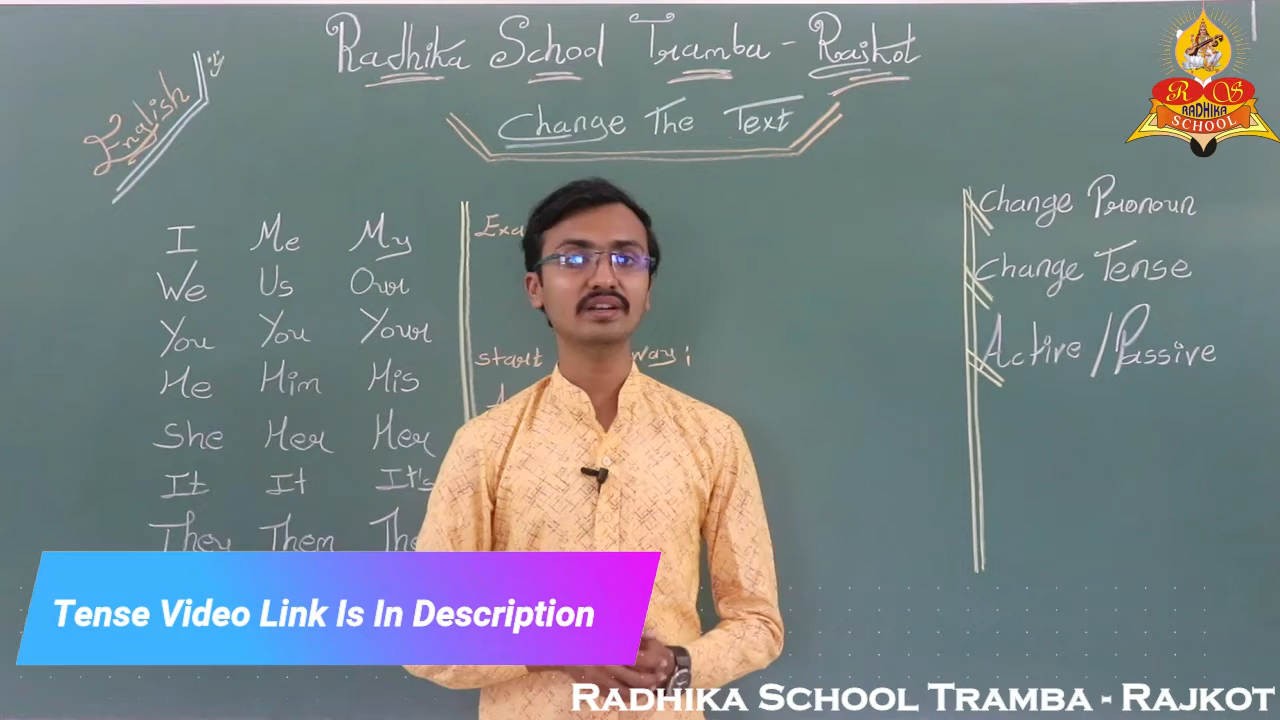 Radhika School Tramba - Rajkot
English
Change The Text
I Me My
We Us Our
You You Your
He Him His
She Her Her
It It It's
They Them
start
Change Pronoun
Change Tense
Active / Passive
R S
RADHIKA
SCHOOL
Tense Video Link Is In Description
RADHIKA SCHOOL TRAMBA - RAJKOT